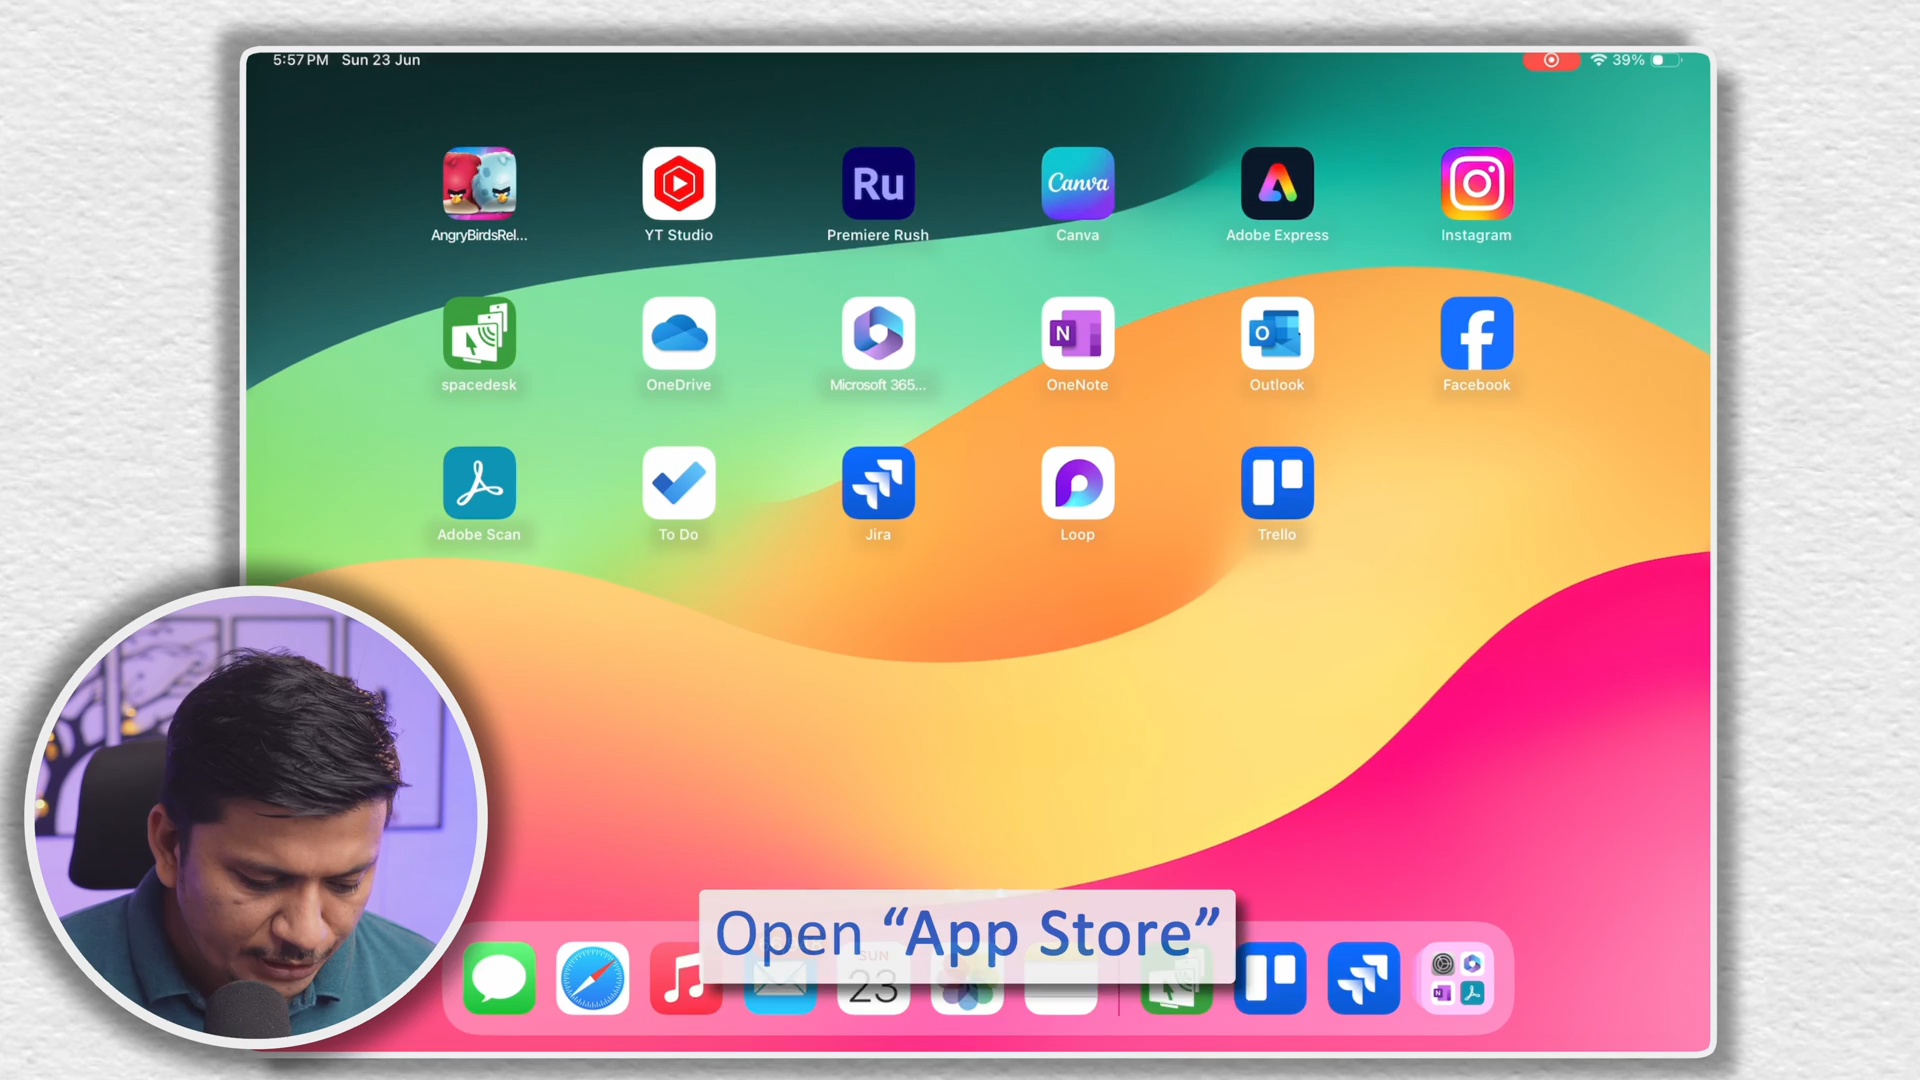 5:57 PM Sun 23 Jun
39%
Ru
Canva
AngryBirdsRel...
YT Studio
Premiere Rush
Canva
Adobe Express
Instagram
N
O
spacedesk
OneDrive
Microsoft 365...
OneNote
Outlook
Facebook
Adobe Scan
To Do
Jira
Loop
Trello
Open “App Store”
SUN
23
N